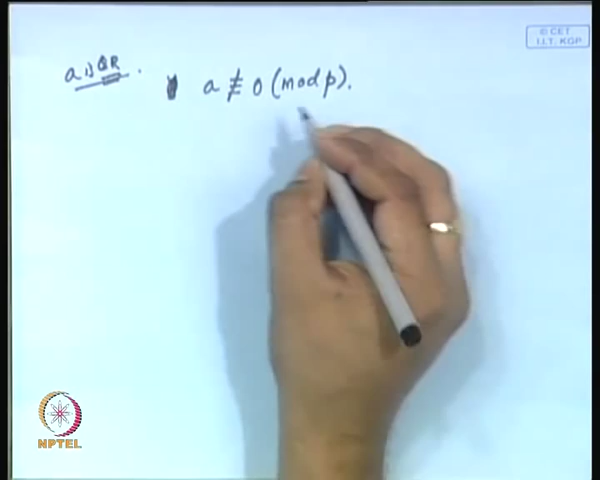 © CET
I.I.T. KGP
a is QR. a ≢ 0 (mod p).
NPTEL